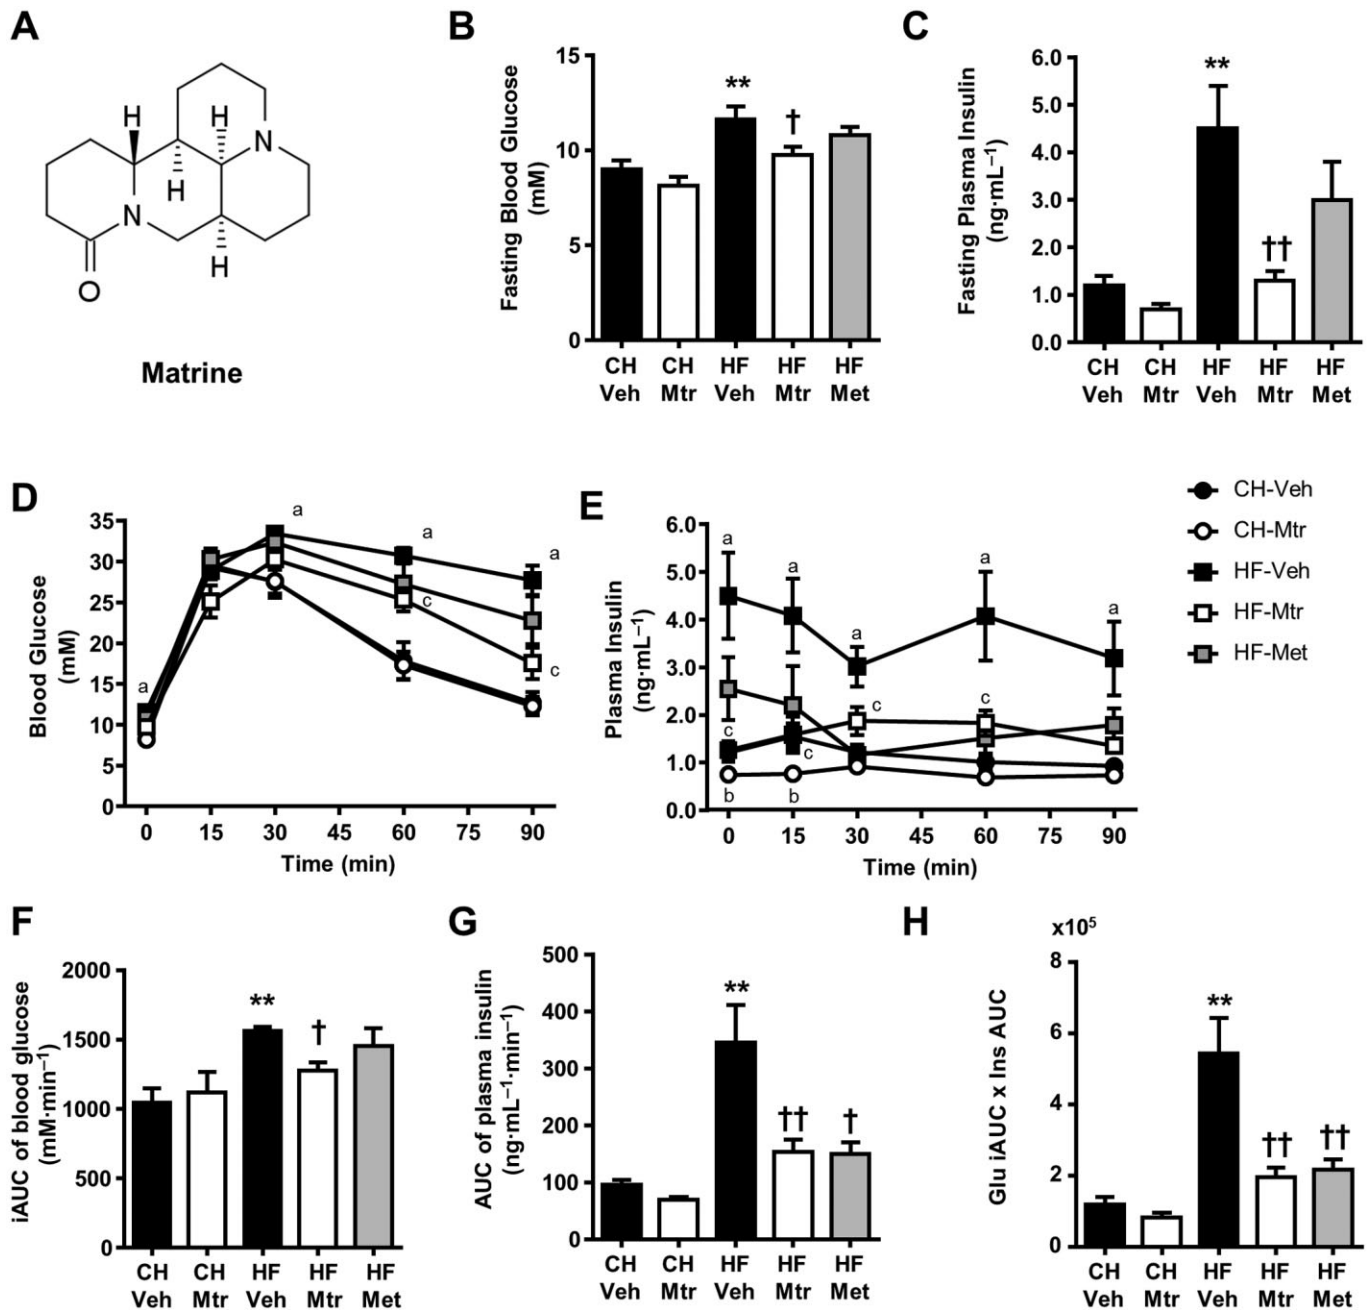 A
H
H
N
H
N
H
O
Matrine
B
Fasting Blood Glucose
(mM)
15
10
5
0
**
†
CH CH HF HF HF
Veh Mtr Veh Mtr Met
C
Fasting Plasma Insulin
(ng·mL⁻¹)
6.0
5.0
4.0
3.0
2.0
1.0
0.0
**
††
CH CH HF HF HF
Veh Mtr Veh Mtr Met
D
Blood Glucose
(mM)
35
30
25
20
15
10
5
0
a
a
a
a
c
c
0 15 30 45 60 75 90
Time (min)
E
Plasma Insulin
(ng·mL⁻¹)
6.0
5.0
4.0
3.0
2.0
1.0
0.0
a
a
a
a
a
c
c
c
c
b
b
0 15 30 45 60 75 90
Time (min)
CH-Veh
CH-Mtr
HF-Veh
HF-Mtr
HF-Met
F
iAUC of blood glucose
(mM·min⁻¹)
2000
1500
1000
500
0
**
†
CH CH HF HF HF
Veh Mtr Veh Mtr Met
G
AUC of plasma insulin
(ng·mL⁻¹·min⁻¹)
500
400
300
200
100
0
**
††
†
CH CH HF HF HF
Veh Mtr Veh Mtr Met
H
x10⁵
Glu iAUC x Ins AUC
8
6
4
2
0
**
††
††
CH CH HF HF HF
Veh Mtr Veh Mtr Met